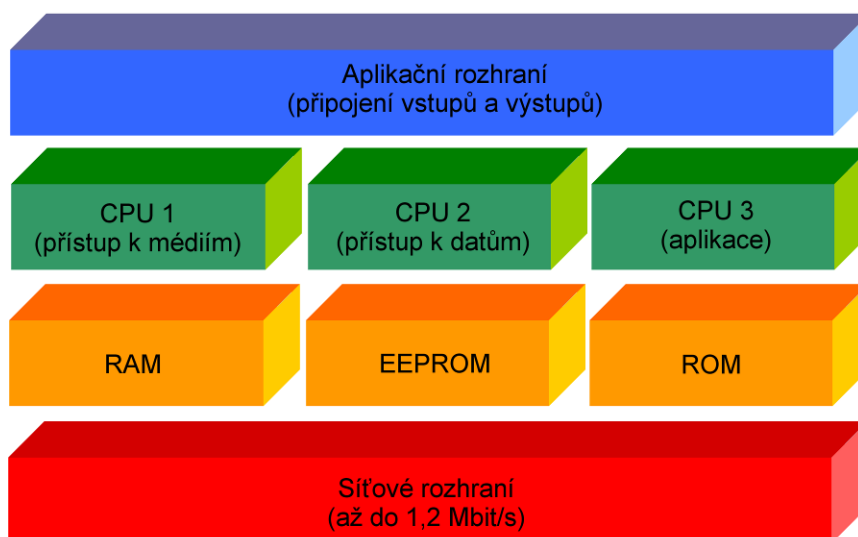 Aplikační rozhraní
(připojení vstupů a výstupů)
CPU 1
(přístup k médiím)
CPU 2
(přístup k datům)
CPU 3
(aplikace)
RAM
EEPROM
ROM
Síťové rozhraní
(až do 1,2 Mbit/s)